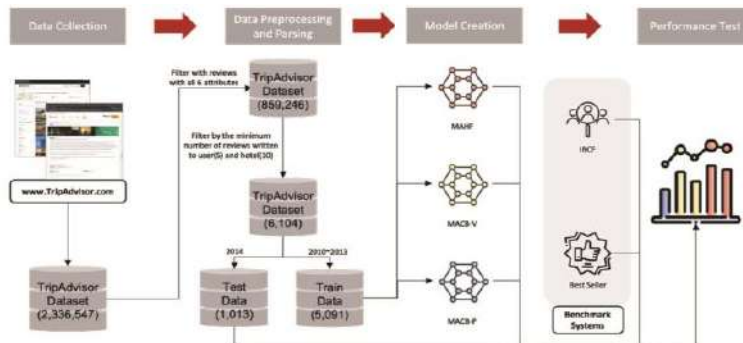 Data Collection
Data Preprocessing
and Parsing
Model Creation
Performance Test
Filter with reviews
with all 6 attributes
TripAdvisor
Dataset
(859,246)
MAHF
www.TripAdvisor.com
Filter by the minimum
number of reviews written
to user(5) and hotel(10)
IBCF
TripAdvisor
Dataset
(6,104)
MACB-V
2014
2010~2013
TripAdvisor
Dataset
(2,336,547)
Test
Data
(1,013)
Train
Data
(5,091)
MACB-P
Best Seller
Benchmark
Systems